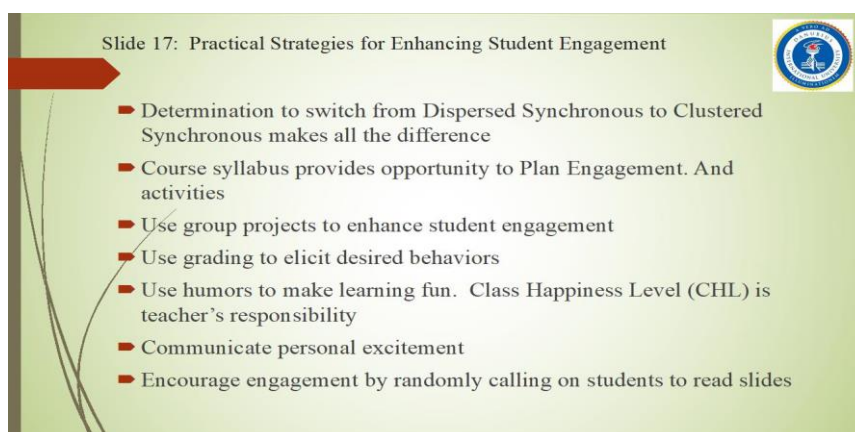 Slide 17:  Practical Strategies for Enhancing Student Engagement
DANUBIUS
INTERNATIONAL UNIVERSITY
Determination to switch from Dispersed Synchronous to Clustered
Synchronous makes all the difference
Course syllabus provides opportunity to Plan Engagement. And
activities
Use group projects to enhance student engagement
Use grading to elicit desired behaviors
Use humors to make learning fun.  Class Happiness Level (CHL) is
teacher’s responsibility
Communicate personal excitement
Encourage engagement by randomly calling on students to read slides